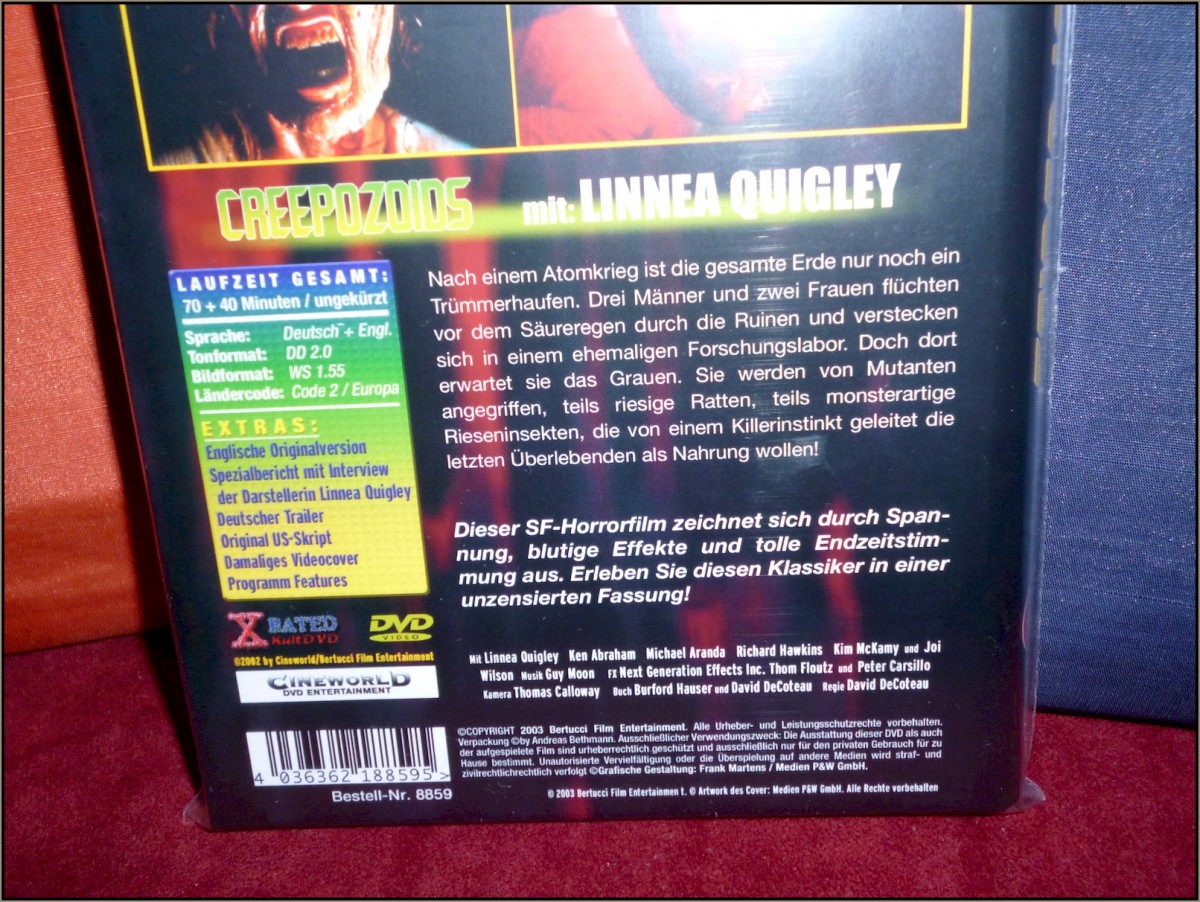 CREEPOZOIDS mit: LINNEA QUIGLEY
LAUFZEIT GESAMT:
70 + 40 Minuten / ungekürzt
Sprache: Deutsch + Engl.
Tonformat: DD 2.0
Bildformat: WS 1.55
Ländercode: Code 2 / Europa
EXTRAS:
Englische Originalversion
Spezialbericht mit Interview
der Darstellerin Linnea Quigley
Deutscher Trailer
Original US-Skript
Damaliges Videocover
Programm Features
Nach einem Atomkrieg ist die gesamte Erde nur noch ein
Trümmerhaufen. Drei Männer und zwei Frauen flüchten
vor dem Säureregen durch die Ruinen und verstecken
sich in einem ehemaligen Forschungslabor. Doch dort
erwartet sie das Grauen. Sie werden von Mutanten
angegriffen, teils riesige Ratten, teils monsterartige
Rieseninsekten, die von einem Killerinstinkt geleitet die
letzten Überlebenden als Nahrung wollen!
Dieser SF-Horrorfilm zeichnet sich durch Span-
nung, blutige Effekte und tolle Endzeitstim-
mung aus. Erleben Sie diesen Klassiker in einer
unzensierten Fassung!
X RATED
KultDVD
DVD
VIDEO
©2002 by Cineworld/Bertucci Film Entertainment
CINEWORLD
DVD ENTERTAINMENT
Mit Linnea Quigley Ken Abraham Michael Aranda Richard Hawkins Kim McKamy und Joi
Wilson Musik Guy Moon FX Next Generation Effects Inc. Thom Floutz und Peter Carsillo
Kamera Thomas Calloway Buch Burford Hauser und David DeCoteau Regie David DeCoteau
©COPYRIGHT 2003 Bertucci Film Entertainment. Alle Urheber- und Leistungsschutzrechte vorbehalten.
Verpackung ©by Andreas Bethmann. Ausschließlicher Verwendungszweck: Die Ausstattung dieser DVD als auch
der aufgespielte Film sind urheberrechtlich geschützt und ausschließlich nur für den privaten Gebrauch für zu
Hause bestimmt. Unautorisierte Vervielfältigung oder die Überspielung auf andere Medien wird straf- und
zivilrechtlich verfolgt ©Grafische Gestaltung: Frank Martens / Medien P&W GmbH.
© 2003 Bertucci Film Entertainmen t. © Artwork des Cover: Medien P&W GmbH. Alle Rechte vorbehalten
4 036362 188595 >
Bestell-Nr. 8859